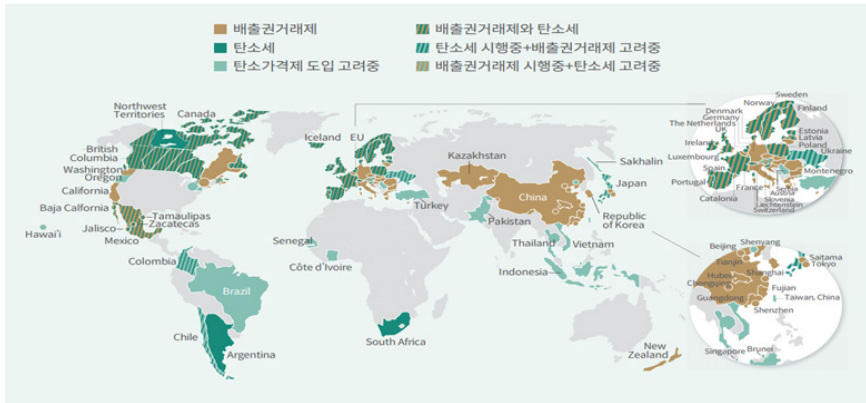 배출권거래제
탄소세
탄소가격제 도입 고려중
배출권거래제와 탄소세
탄소세 시행중+배출권거래제 고려중
배출권거래제 시행중+탄소세 고려중
Northwest
Territories
Canada
British
Columbia
Washington
Oregon
California
Baja Calfornia
Hawai'i
Jalisco
Mexico
Tamaulipas
Zacatecas
Colombia
Brazil
Chile
Argentina
Iceland
EU
Senegal
Côte d'Ivoire
South Africa
Turkey
Kazakhstan
China
Pakistan
Thailand
Vietnam
Indonesia
Sakhalin
Japan
Republic
of Korea
New
Zealand
Sweden
Norway
Finland
Denmark
Germany
The Netherlands
UK
Ireland
Luxembourg
Spain
Portugal
Catalonia
France
Estonia
Latvia
Poland
Ukraine
Montenegro
Serbia
Austria
Slovenia
Liechtenstein
Switzerland
Beijing
Shenyang
Tianjin
Hubei
Chongqing
Shanghai
Guangdong
Fujian
Taiwan, China
Shenzhen
Saitama
Tokyo
Singapore
Brunei